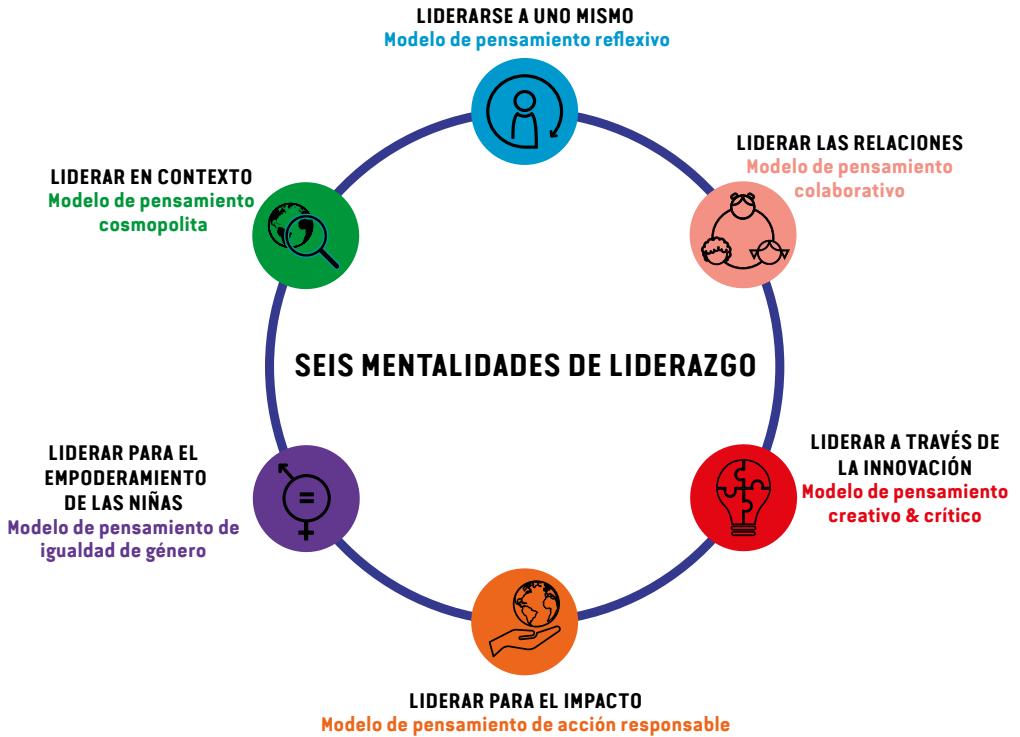 LIDERARSE A UNO MISMO
Modelo de pensamiento reflexivo
LIDERAR LAS RELACIONES
Modelo de pensamiento
colaborativo
LIDERAR EN CONTEXTO
Modelo de pensamiento
cosmopolita
SEIS MENTALIDADES DE LIDERAZGO
LIDERAR A TRAVÉS DE
LA INNOVACIÓN
Modelo de pensamiento
creativo & crítico
LIDERAR PARA EL
EMPODERAMIENTO
DE LAS NIÑAS
Modelo de pensamiento de
igualdad de género
LIDERAR PARA EL IMPACTO
Modelo de pensamiento de acción responsable